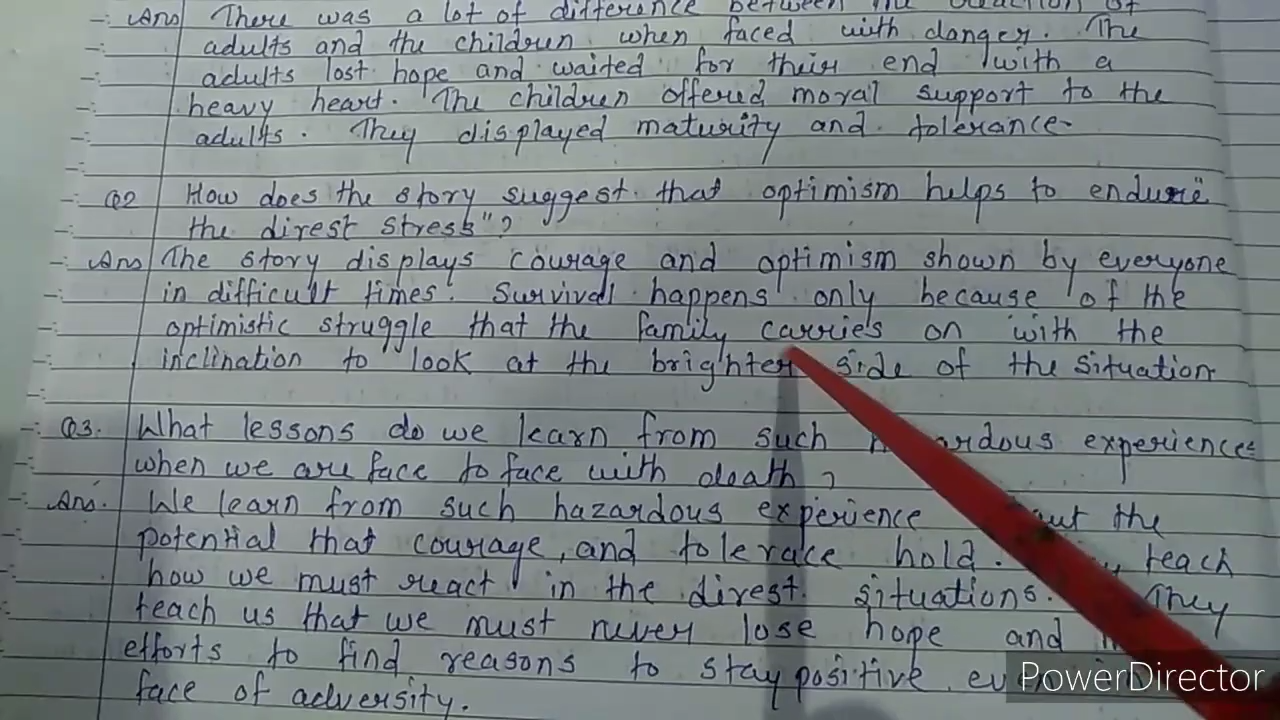 Ans There was a lot of difference between the reaction of
adults and the children when faced with danger. The
adults lost hope and waited for their end with a
heavy heart. The children offered moral support to the
adults. They displayed maturity and tolerance.
Q2 How does the story suggest that optimism helps to endure"
the direst stress"?
Ans The story displays courage and optimism shown by everyone
in difficult times. Survival happens only because of the
optimistic struggle that the family carries on with the
inclination to look at the brighter side of the situation
Q3. What lessons do we learn from such experiences
when we are face to face with death?
Ans. We learn from such hazardous experience the
potential that courage, and tolerace hold. teach
how we must react in the direst situations. They
teach us that we must never lose hope and
efforts to find reasons to stay positive
face of adversity.
PowerDirector